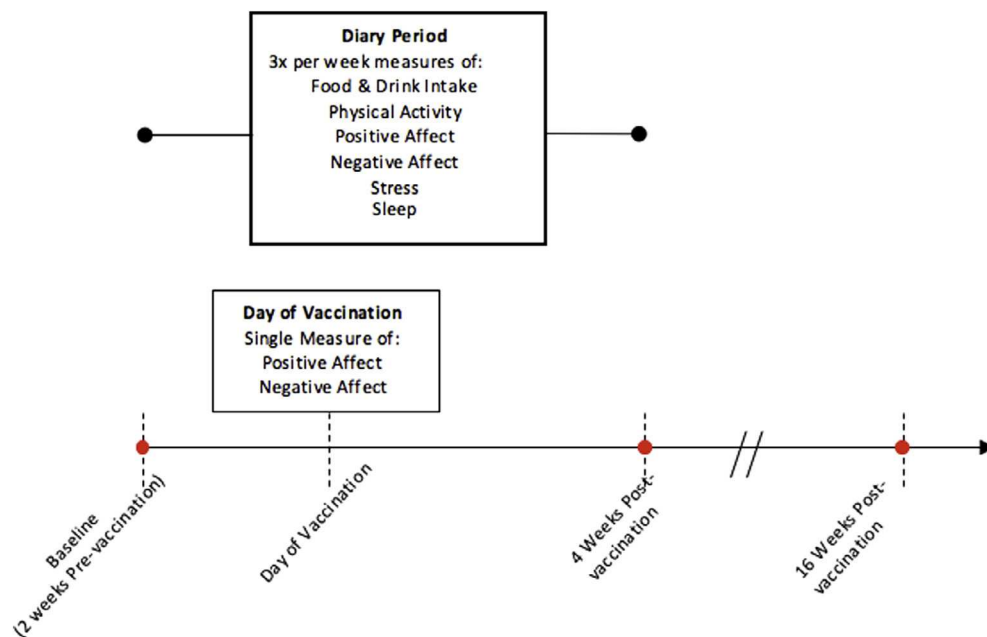 Diary Period
3x per week measures of:
Food & Drink Intake
Physical Activity
Positive Affect
Negative Affect
Stress
Sleep
Day of Vaccination
Single Measure of:
Positive Affect
Negative Affect
Baseline
(2 weeks Pre-vaccination)
Day of Vaccination
4 Weeks Post-
vaccination
16 Weeks Post-
vaccination